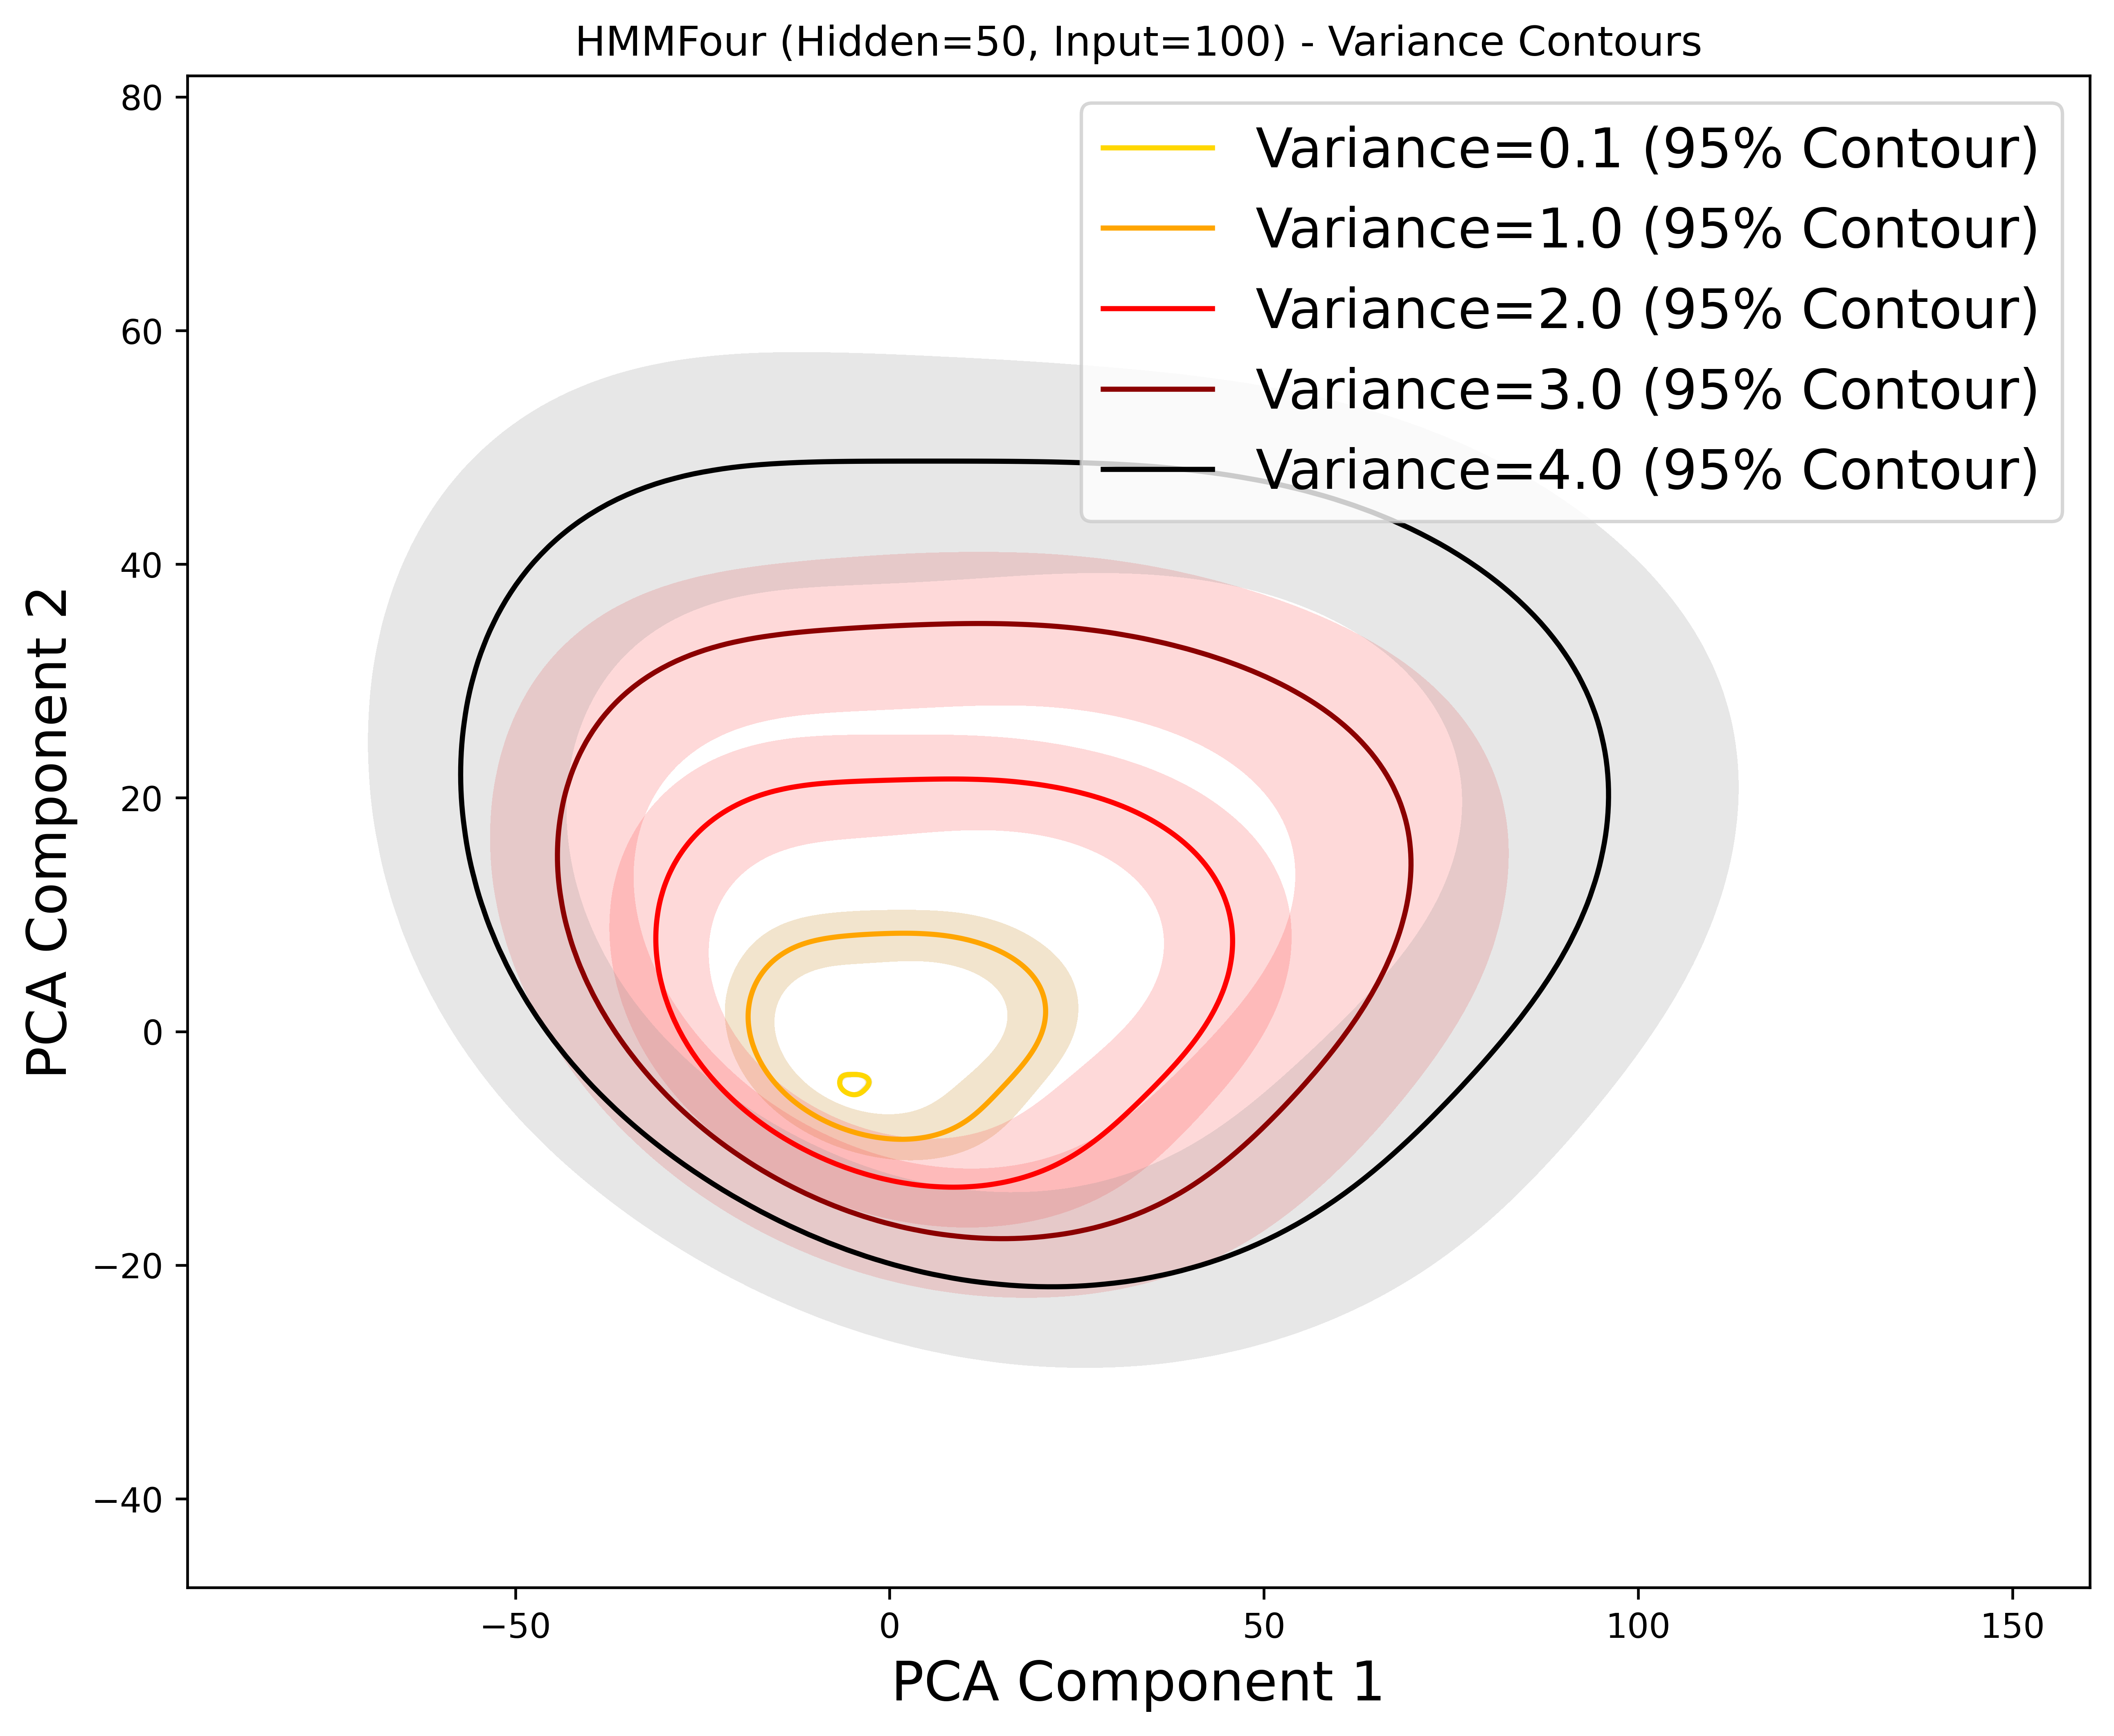 HMMFour (Hidden=50, Input=100) - Variance Contours
Variance=0.1 (95% Contour)
Variance=1.0 (95% Contour)
Variance=2.0 (95% Contour)
Variance=3.0 (95% Contour)
Variance=4.0 (95% Contour)
PCA Component 2
80
60
40
20
0
−20
−40
−50
0
50
100
150
PCA Component 1